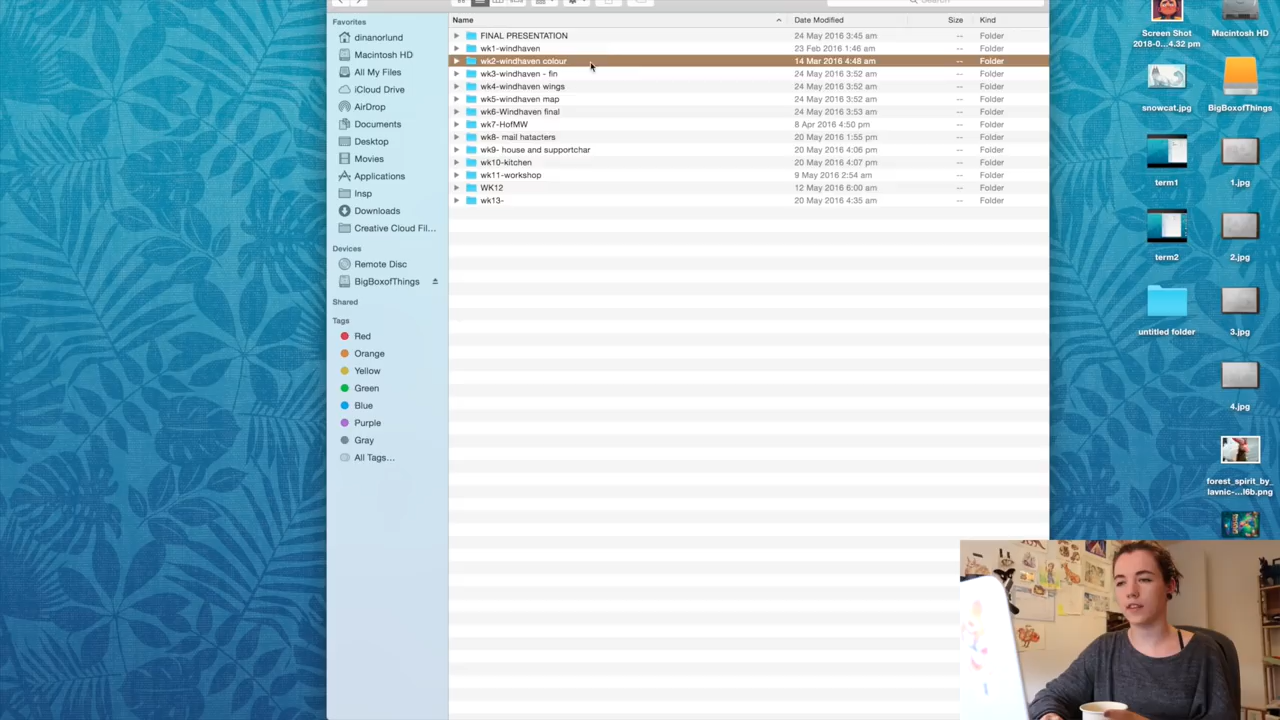 Search
Favorites
dinanorlund
Macintosh HD
All My Files
iCloud Drive
AirDrop
Documents
Desktop
Movies
Applications
Insp
Downloads
Creative Cloud Fil...
Devices
Remote Disc
BigBoxofThings
Shared
Tags
Red
Orange
Yellow
Green
Blue
Purple
Gray
All Tags...
Name Date Modified Size Kind
FINAL PRESENTATION 24 May 2016 3:45 am -- Folder
wk1-windhaven 23 Feb 2016 1:46 am -- Folder
wk2-windhaven colour 14 Mar 2016 4:48 am -- Folder
wk3-windhaven - fin 24 May 2016 3:52 am -- Folder
wk4-windhaven wings 24 May 2016 3:52 am -- Folder
wk5-windhaven map 24 May 2016 3:52 am -- Folder
wk6-Windhaven final 24 May 2016 3:53 am -- Folder
wk7-HofMW 8 Apr 2016 4:50 pm -- Folder
wk8- mail hatacters 20 May 2016 1:55 pm -- Folder
wk9- house and supportchar 20 May 2016 4:06 pm -- Folder
wk10-kitchen 20 May 2016 4:07 pm -- Folder
wk11-workshop 9 May 2016 2:54 am -- Folder
WK12 12 May 2016 6:00 am -- Folder
wk13- 20 May 2016 4:35 am -- Folder
Screen Shot
2018-0...4.32 pm
Macintosh HD
snowcat.jpg
BigBoxofThings
term1
1.jpg
term2
2.jpg
untitled folder
3.jpg
4.jpg
forest_spirit_by_
lavnic-...l6b.png